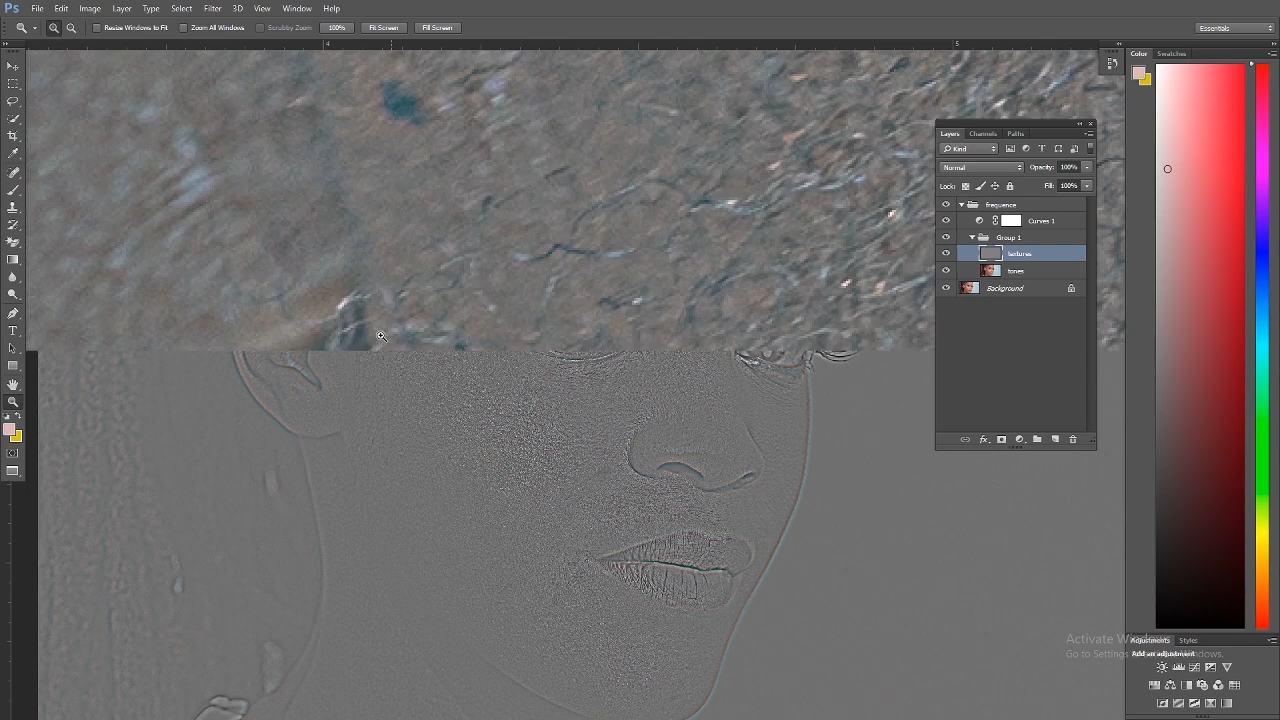 Ps File Edit Image Layer Type Select Filter 3D View Window Help
Resize Windows to Fit Zoom All Windows Scrubby Zoom 100% Fit Screen Fill Screen Essentials
4 5
Color Swatches
Layers Channels Paths
Kind
Normal Opacity: 100%
Lock: Fill: 100%
frequence
Curves 1
Group 1
textures
tones
Background
Activate Windows
Go to Settings Windows.
Adjustments Styles
Add an adjustment